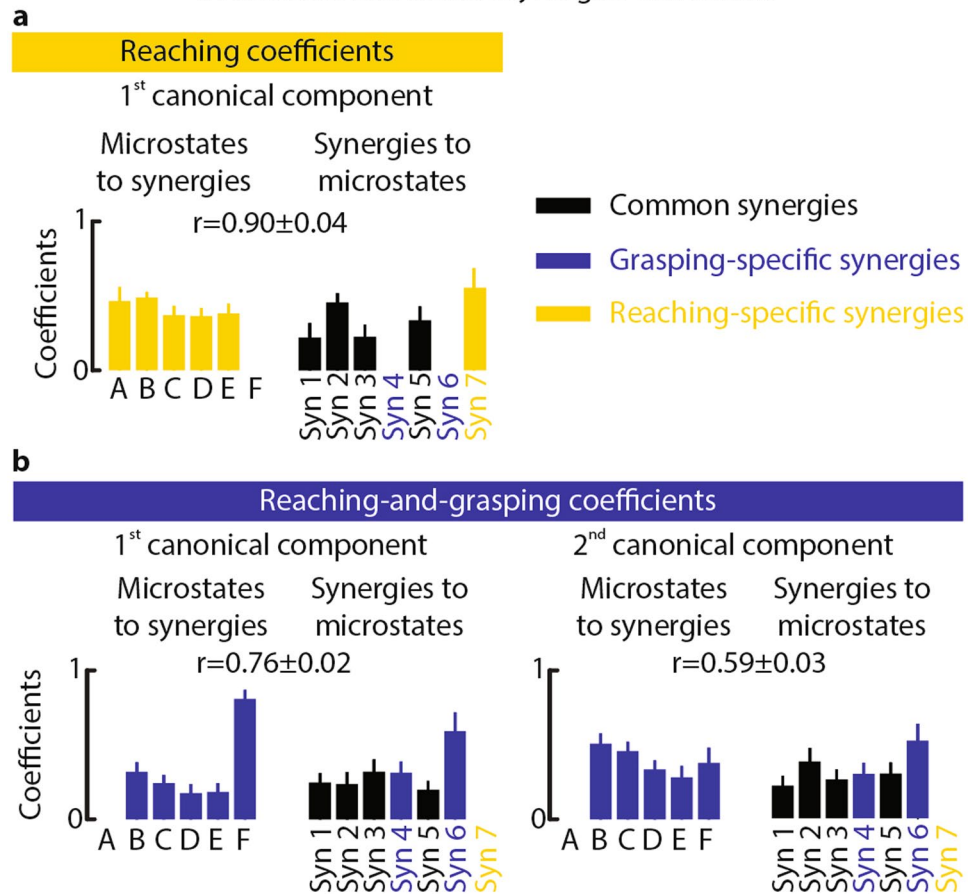 a
Reaching coefficients
1st canonical component
Microstates to synergies
Synergies to microstates
r=0.90±0.04
Coefficients
1
0
A B C D E F
Syn 1 Syn 2 Syn 3 Syn 4 Syn 5 Syn 6 Syn 7
Common synergies
Grasping-specific synergies
Reaching-specific synergies
b
Reaching-and-grasping coefficients
1st canonical component
Microstates to synergies
Synergies to microstates
r=0.76±0.02
Coefficients
1
0
A B C D E F
Syn 1 Syn 2 Syn 3 Syn 4 Syn 5 Syn 6 Syn 7
2nd canonical component
Microstates to synergies
Synergies to microstates
r=0.59±0.03
1
0
A B C D E F
Syn 1 Syn 2 Syn 3 Syn 4 Syn 5 Syn 6 Syn 7